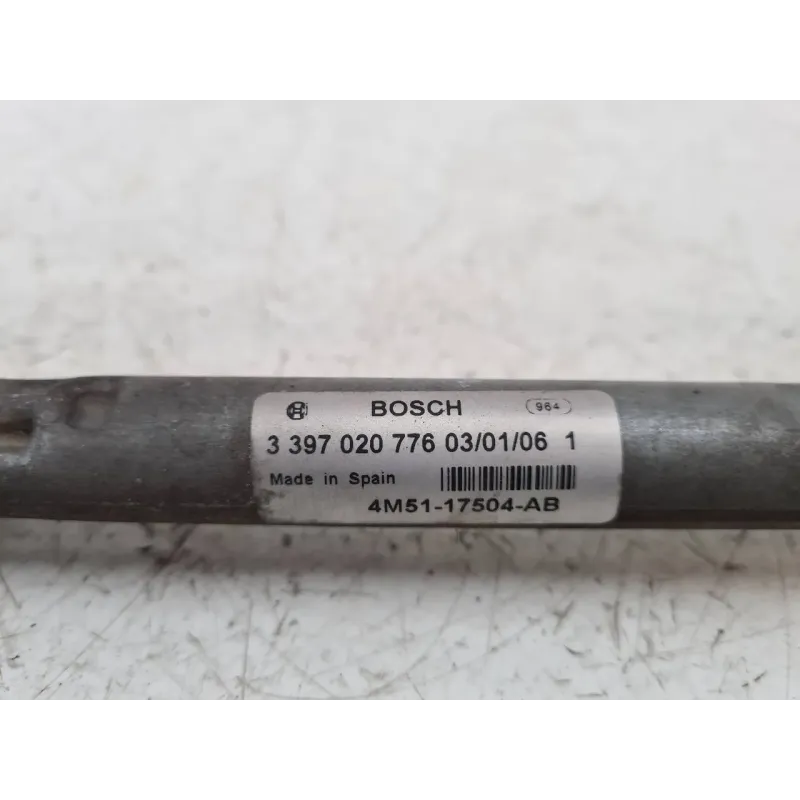 BOSCH 964
3 397 020 776 03/01/06 1
Made in Spain
4M51-17504-AB